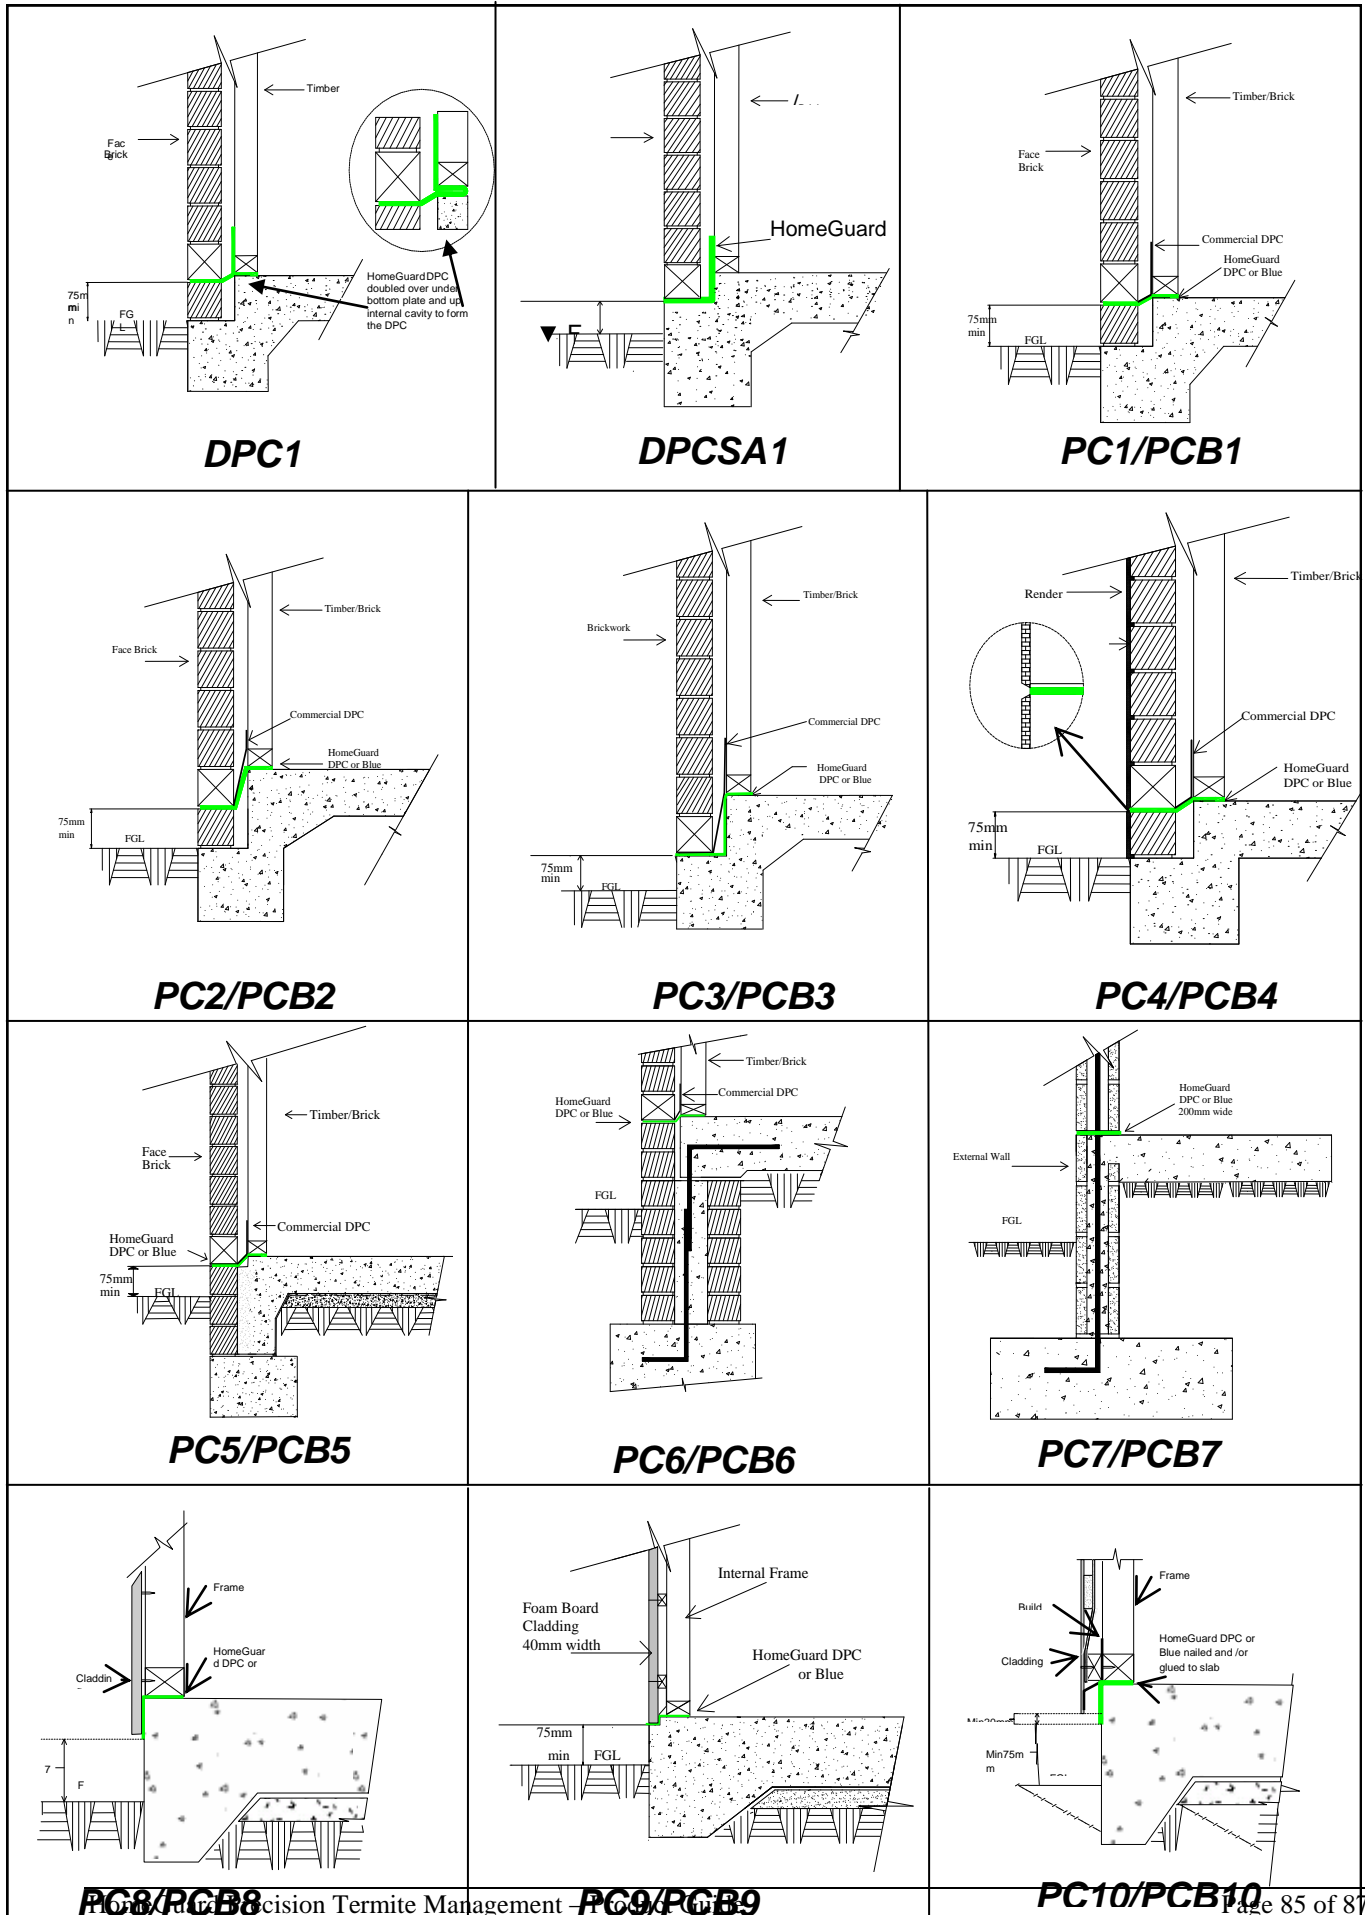 Timber
Fac
Brick
75m
mi
n
FG
HomeGuard DPC
doubled over under
bottom plate and up
internal cavity to form
the DPC
DPC1
HomeGuard
DPCSA1
Timber/Brick
Face
Brick
Commercial DPC
HomeGuard
DPC or Blue
75mm
min
FGL
PC1/PCB1
Timber/Brick
Face Brick
Commercial DPC
HomeGuard
DPC or Blue
75mm
min
FGL
PC2/PCB2
Timber/Brick
Brickwork
Commercial DPC
HomeGuard
DPC or Blue
75mm
min
FGL
PC3/PCB3
Timber/Brick
Render
Commercial DPC
HomeGuard
DPC or Blue
75mm
min
FGL
PC4/PCB4
Timber/Brick
Face
Brick
Commercial DPC
HomeGuard
DPC or Blue
75mm
min
FGL
PC5/PCB5
Timber/Brick
Commercial DPC
HomeGuard
DPC or Blue
FGL
PC6/PCB6
HomeGuard
DPC or Blue
200mm wide
External Wall
FGL
PC7/PCB7
Frame
HomeGuar
d DPC or
Claddin
7
F
PC8/PCB8
Internal Frame
Foam Board
Cladding
40mm width
HomeGuard DPC
or Blue
75mm
min
FGL
PC9/PCB9
Frame
Build
HomeGuard DPC or
Blue nailed and /or
glued to slab
Cladding
Min75m
m
PC10/PCB10
HomeGuard Precision Termite Management – Product Guide
Page 85 of 87